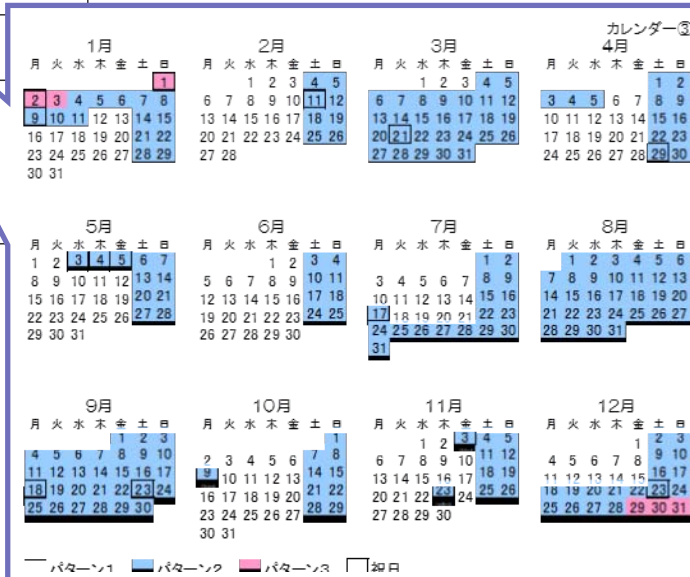 カレンダー③
1月
月 火 水 木 金 土 日
1
2 3 4 5 6 7 8
9 10 11 12 13 14 15
16 17 18 19 20 21 22
23 24 25 26 27 28 29
30 31
2月
月 火 水 木 金 土 日
1 2 3 4 5
6 7 8 9 10 11 12
13 14 15 16 17 18 19
20 21 22 23 24 25 26
27 28
3月
月 火 水 木 金 土 日
1 2 3 4 5
6 7 8 9 10 11 12
13 14 15 16 17 18 19
20 21 22 23 24 25 26
27 28 29 30 31
4月
月 火 水 木 金 土 日
1 2
3 4 5 6 7 8 9
10 11 12 13 14 15 16
17 18 19 20 21 22 23
24 25 26 27 28 29 30
5月
月 火 水 木 金 土 日
1 2 3 4 5 6 7
8 9 10 11 12 13 14
15 16 17 18 19 20 21
22 23 24 25 26 27 28
29 30 31
6月
月 火 水 木 金 土 日
1 2 3 4
5 6 7 8 9 10 11
12 13 14 15 16 17 18
19 20 21 22 23 24 25
26 27 28 29 30
7月
月 火 水 木 金 土 日
1 2
3 4 5 6 7 8 9
10 11 12 13 14 15 16
17 18 19 20 21 22 23
24 25 26 27 28 29 30
31
8月
月 火 水 木 金 土 日
1 2 3 4 5 6
7 8 9 10 11 12 13
14 15 16 17 18 19 20
21 22 23 24 25 26 27
28 29 30 31
9月
月 火 水 木 金 土 日
1 2 3
4 5 6 7 8 9 10
11 12 13 14 15 16 17
18 19 20 21 22 23 24
25 26 27 28 29 30
10月
月 火 水 木 金 土 日
1
2 3 4 5 6 7 8
9 10 11 12 13 14 15
16 17 18 19 20 21 22
23 24 25 26 27 28 29
30 31
11月
月 火 水 木 金 土 日
1 2 3 4 5
6 7 8 9 10 11 12
13 14 15 16 17 18 19
20 21 22 23 24 25 26
27 28 29 30
12月
月 火 水 木 金 土 日
1 2 3
4 5 6 7 8 9 10
11 12 13 14 15 16 17
18 19 20 21 22 23 24
25 26 27 28 29 30 31
パターン1 パターン2 パターン3 祝日